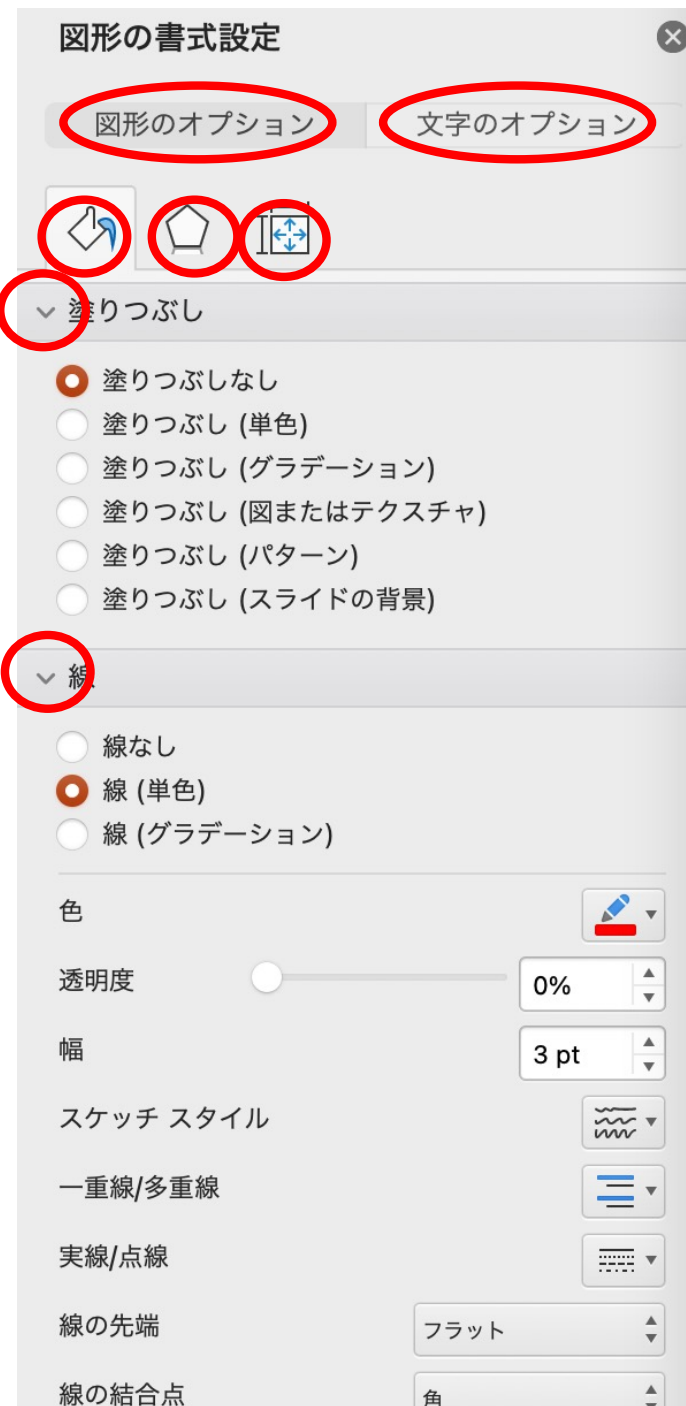 図形の書式設定
図形のオプション 文字のオプション
塗りつぶし
塗りつぶしなし
塗りつぶし (単色)
塗りつぶし (グラデーション)
塗りつぶし (図またはテクスチャ)
塗りつぶし (パターン)
塗りつぶし (スライドの背景)
線
線なし
線 (単色)
線 (グラデーション)
色
透明度 0%
幅 3 pt
スケッチ スタイル
一重線/多重線
実線/点線
線の先端 フラット
線の結合点 角